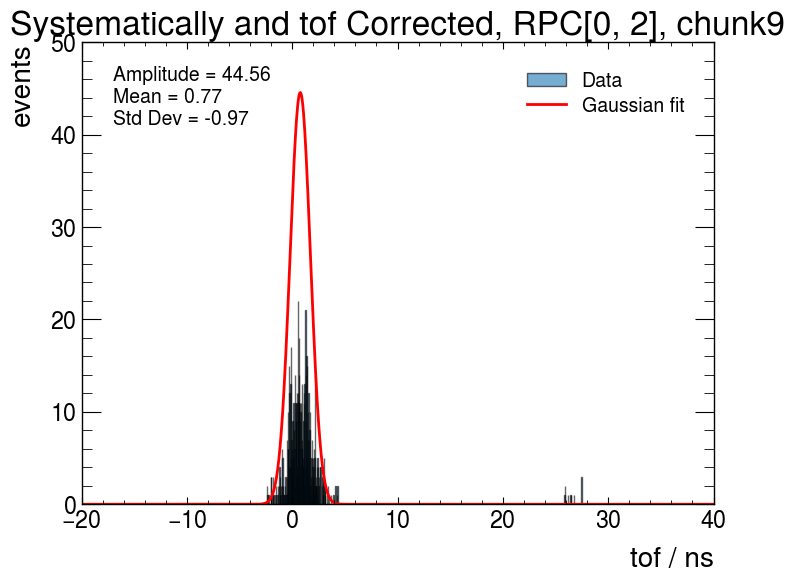 Systematically and tof Corrected, RPC[0, 2], chunk9
events
50
40
30
20
10
0
Amplitude = 44.56
Mean = 0.77
Std Dev = -0.97
Data
Gaussian fit
−20 −10 0 10 20 30 40
tof / ns